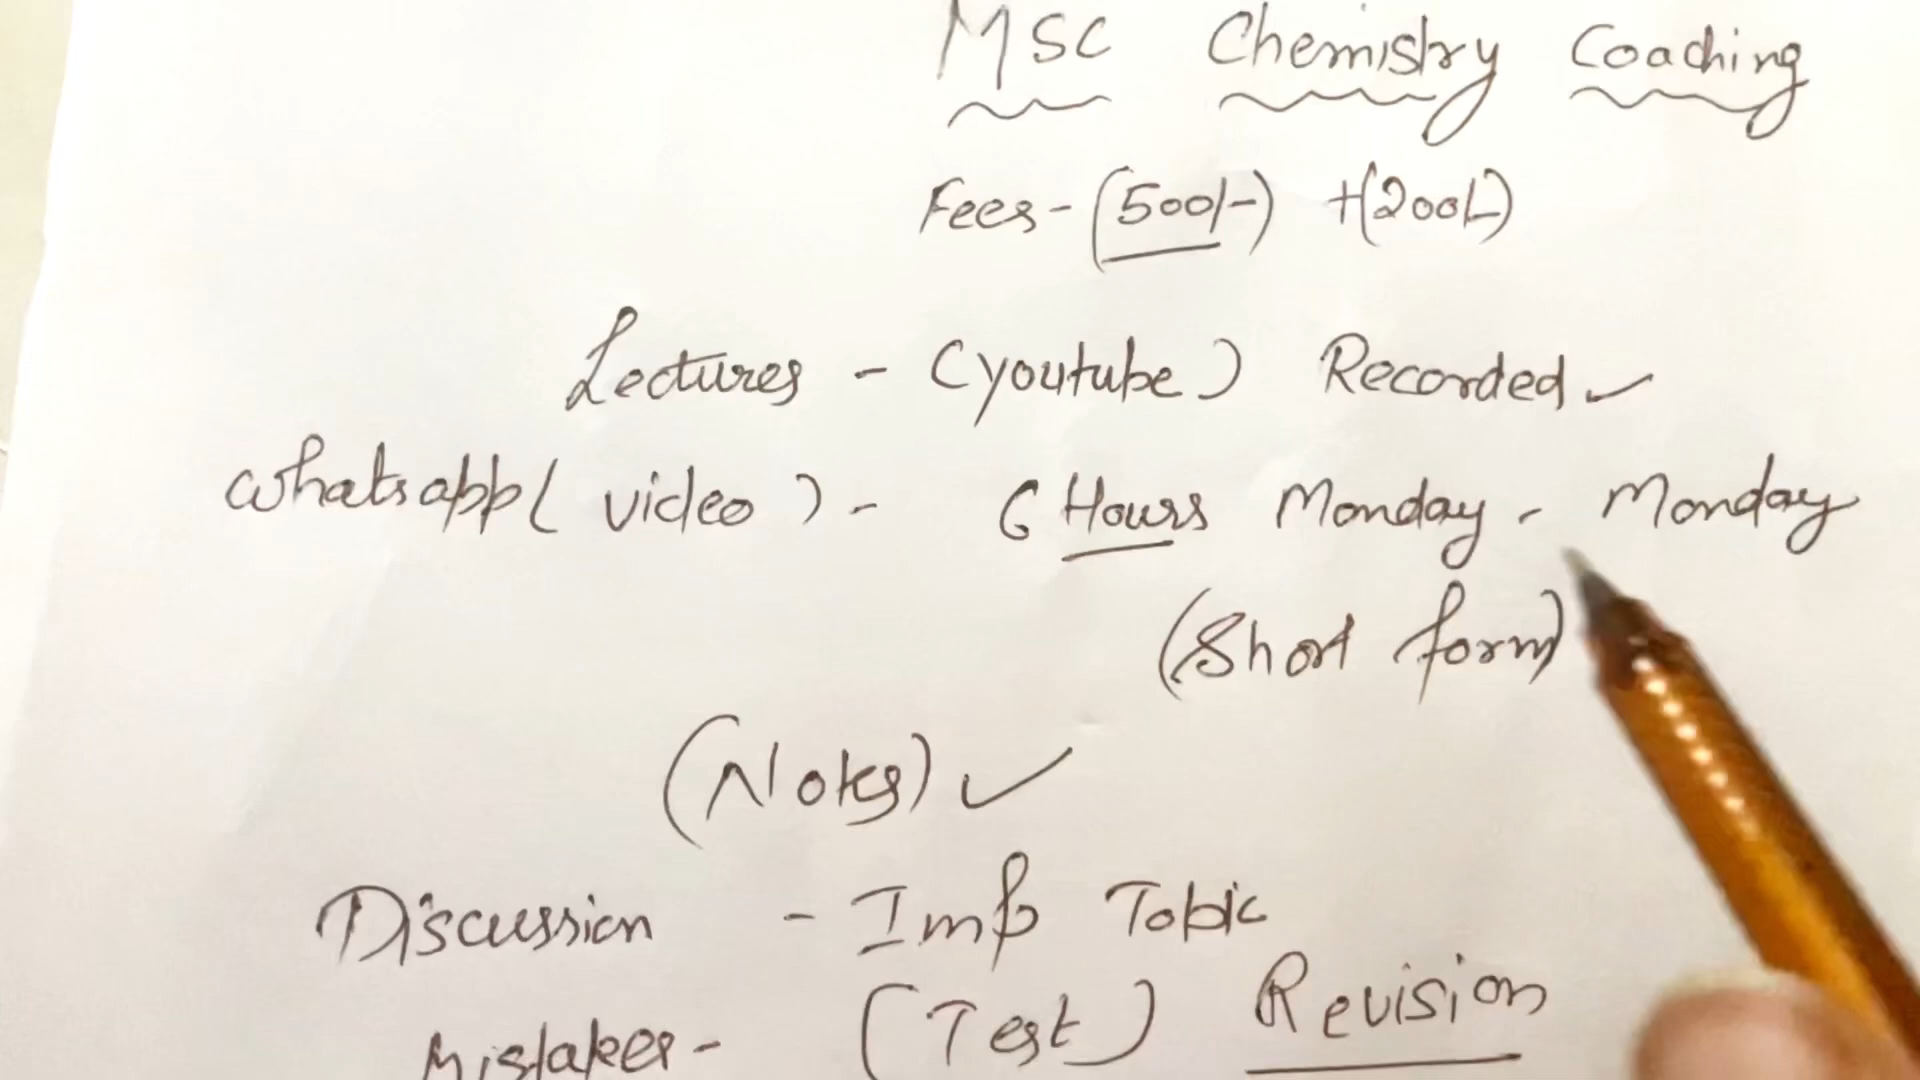 MSC Chemistry Coaching
Fees - (500/-) + (200/-)
Lectures - (youtube) Recorded ✓
Whatsapp ( video ) - 6 Hours Monday - Monday
(Short form)
(Notes) ✓
Discussion - Imp Topic
Mistakes - (Test) Revision